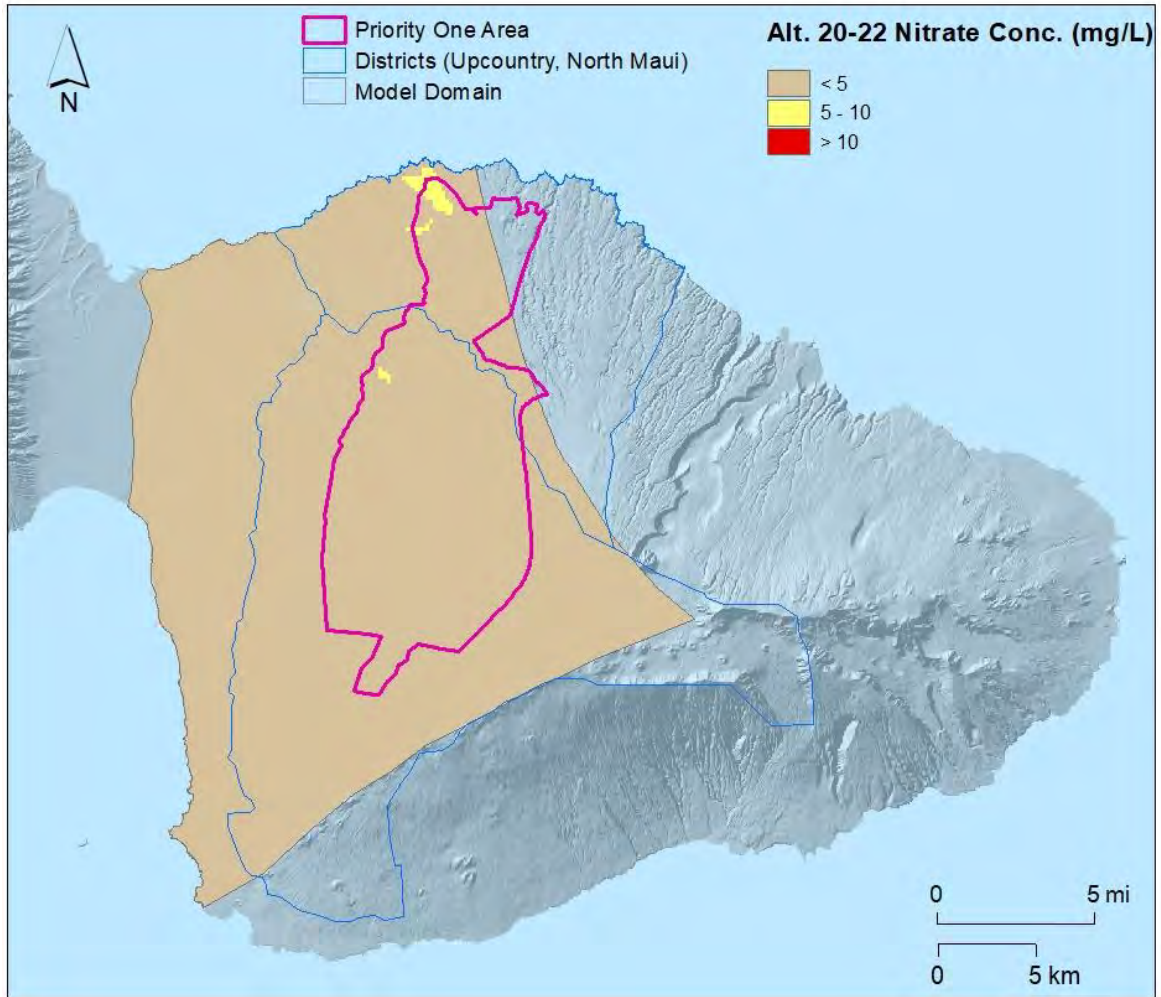 N
Priority One Area
Districts (Upcountry, North Maui)
Model Domain
Alt. 20-22 Nitrate Conc. (mg/L)
< 5
5 - 10
> 10
0 5 mi
0 5 km